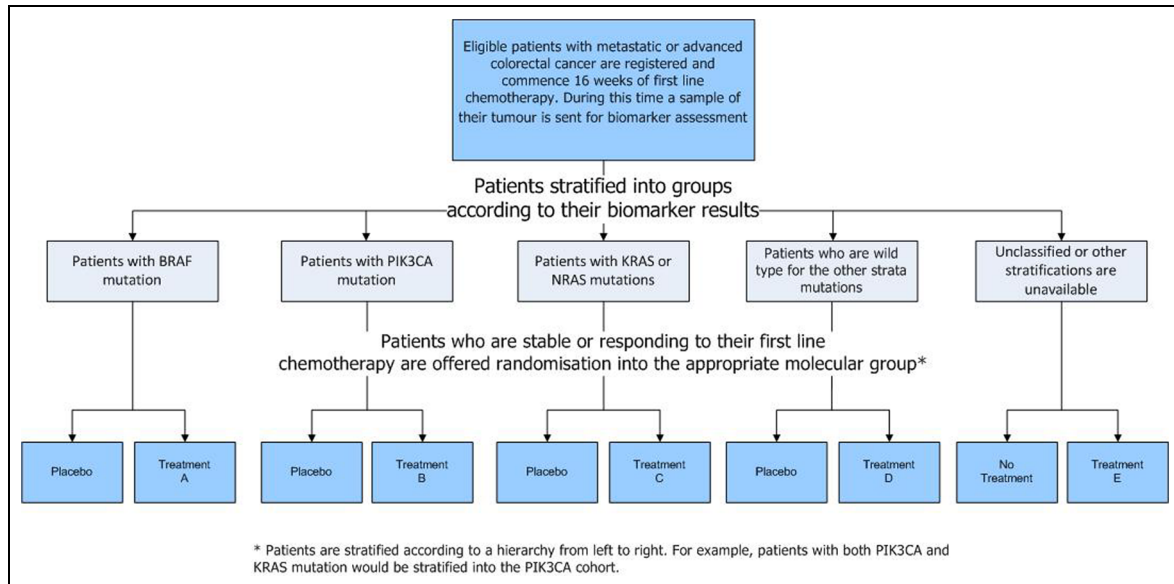 Eligible patients with metastatic or advanced
colorectal cancer are registered and
commence 16 weeks of first line
chemotherapy. During this time a sample of
their tumour is sent for biomarker assessment
Patients stratified into groups
according to their biomarker results
Patients with BRAF
mutation
Patients with PIK3CA
mutation
Patients with KRAS or
NRAS mutations
Patients who are wild
type for the other strata
mutations
Unclassified or other
stratifications are
unavailable
Patients who are stable or responding to their first line
chemotherapy are offered randomisation into the appropriate molecular group*
Placebo
Treatment
A
Placebo
Treatment
B
Placebo
Treatment
C
Placebo
Treatment
D
No
Treatment
Treatment
E
* Patients are stratified according to a hierarchy from left to right. For example, patients with both PIK3CA and
KRAS mutation would be stratified into the PIK3CA cohort.